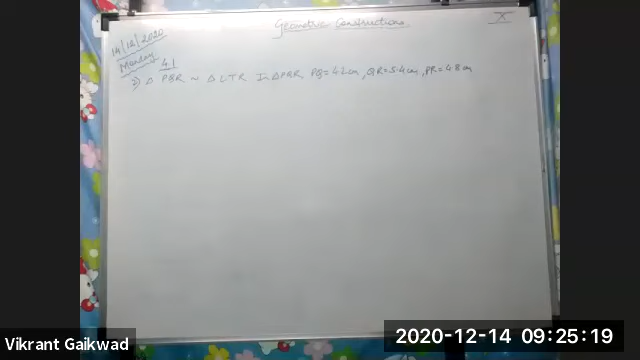 Geometric Constructions
X
14/12/2020
Monday
4.1
2) △ PQR ~ △ LTR In △PQR, PQ = 4.2 cm, QR = 5.4 cm, PR = 4.8 cm
Vikrant Gaikwad
2020-12-14 09:25:19